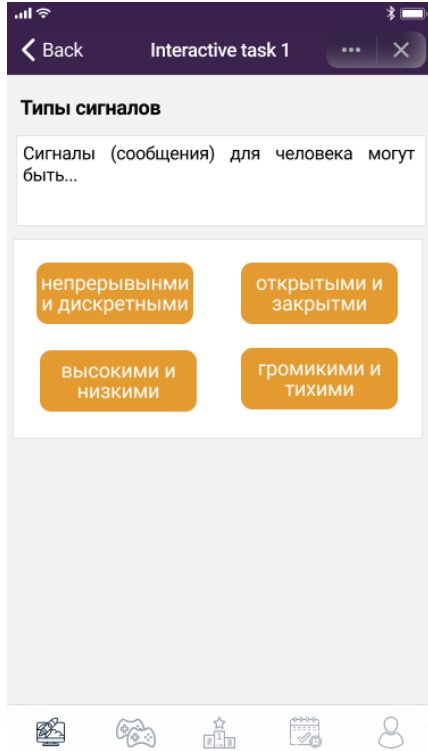 Back
Interactive task 1
Типы сигналов
Сигналы (сообщения) для человека могут
быть...
непрерывынми
и дискретными
открытыми и
закрытми
высокими и
низкими
громикими и
тихими